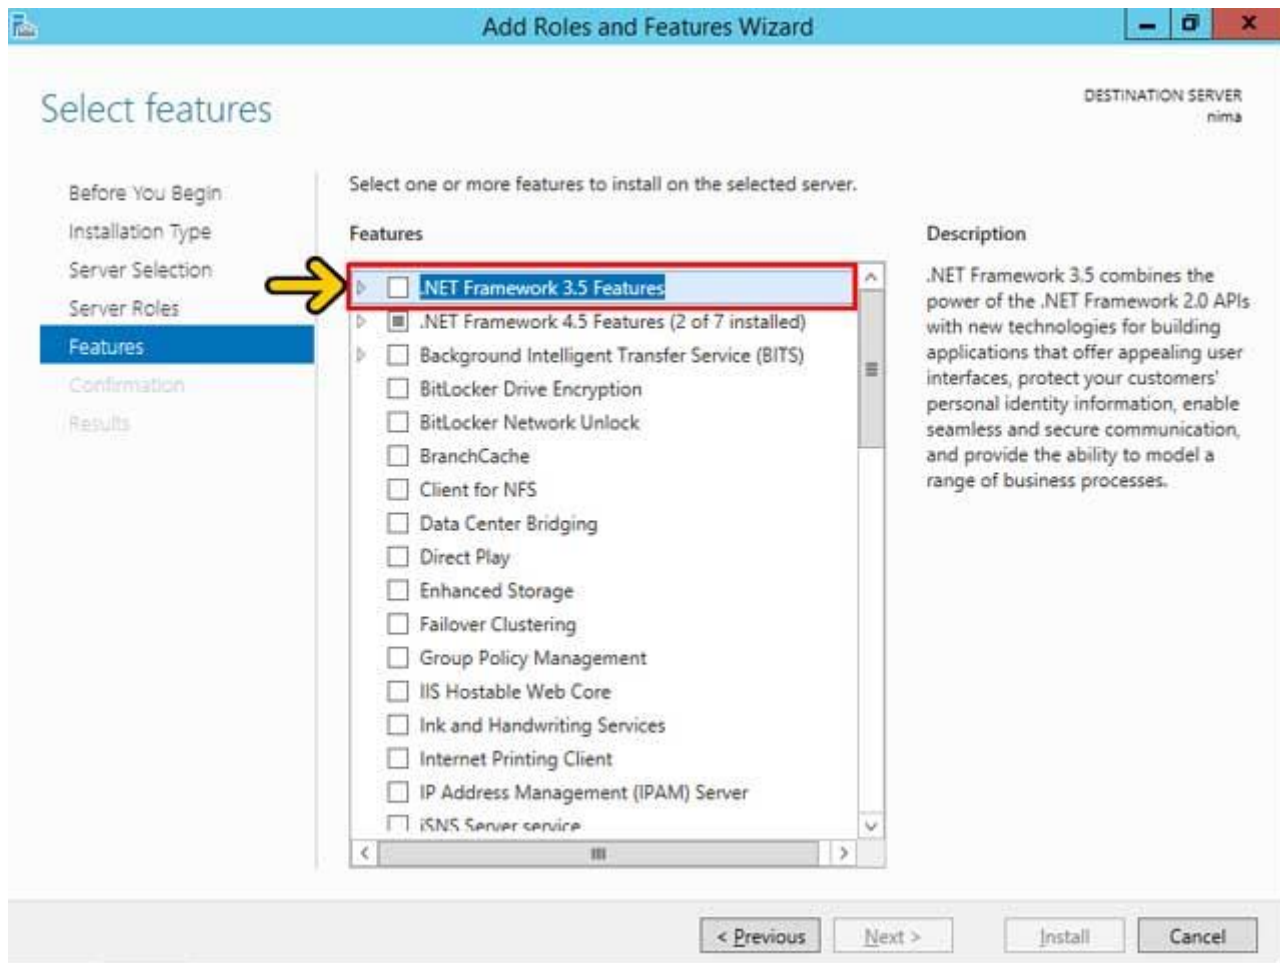 Add Roles and Features Wizard
Select features
DESTINATION SERVER
nima
Before You Begin
Installation Type
Server Selection
Server Roles
Features
Confirmation
Results
Select one or more features to install on the selected server.
Features
.NET Framework 3.5 Features
.NET Framework 4.5 Features (2 of 7 installed)
Background Intelligent Transfer Service (BITS)
BitLocker Drive Encryption
BitLocker Network Unlock
BranchCache
Client for NFS
Data Center Bridging
Direct Play
Enhanced Storage
Failover Clustering
Group Policy Management
IIS Hostable Web Core
Ink and Handwriting Services
Internet Printing Client
IP Address Management (IPAM) Server
iSNS Server service
Description
.NET Framework 3.5 combines the
power of the .NET Framework 2.0 APIs
with new technologies for building
applications that offer appealing user
interfaces, protect your customers'
personal identity information, enable
seamless and secure communication,
and provide the ability to model a
range of business processes.
< Previous
Next >
Install
Cancel